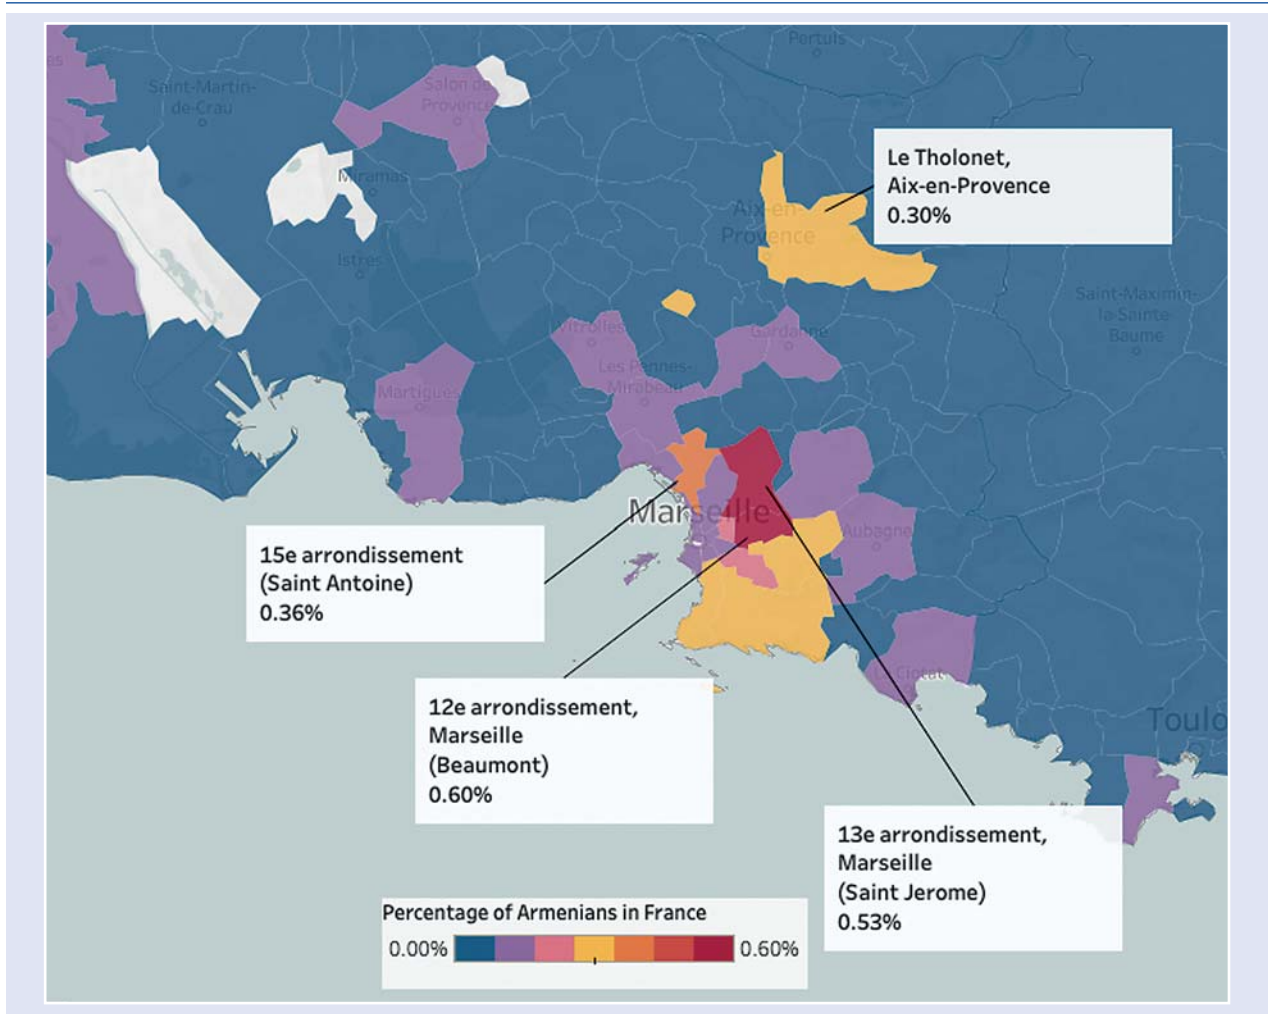 Pertuis
Saint-Martin-
de-Crau
Salon de
Provence
Miramas
Istres
Le Tholonet,
Aix-en-Provence
0.30%
Aix-en-
Provence
Saint-Maximin-
la-Sainte-
Baume
Vitrolles
Gardanne
Les Pennes-
Mirabeau
Martigues
Marseille
Aubagne
15e arrondissement
(Saint Antoine)
0.36%
La Ciotat
12e arrondissement,
Marseille
(Beaumont)
0.60%
Toulo
13e arrondissement,
Marseille
(Saint Jerome)
0.53%
Percentage of Armenians in France
0.00%
0.60%